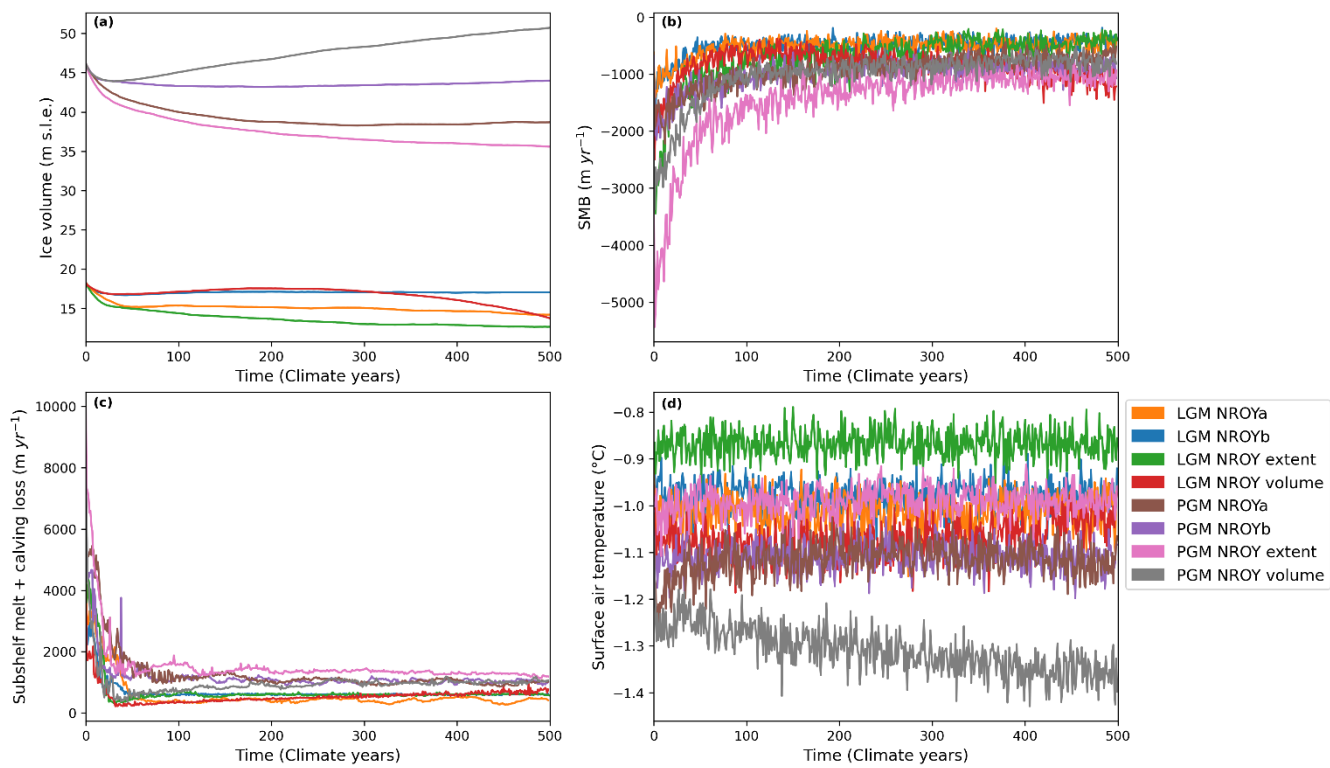 (a)
50
45
40
35
30
25
20
15
Ice volume (m s.l.e.)
0 100 200 300 400 500
Time (Climate years)
(b)
0
−1000
−2000
−3000
−4000
−5000
SMB (m yr⁻¹)
0 100 200 300 400 500
Time (Climate years)
(c)
10000
8000
6000
4000
2000
0
Subshelf melt + calving loss (m yr⁻¹)
0 100 200 300 400 500
Time (Climate years)
(d)
−0.8
−0.9
−1.0
−1.1
−1.2
−1.3
−1.4
Surface air temperature (°C)
0 100 200 300 400 500
Time (Climate years)
LGM NROYa
LGM NROYb
LGM NROY extent
LGM NROY volume
PGM NROYa
PGM NROYb
PGM NROY extent
PGM NROY volume